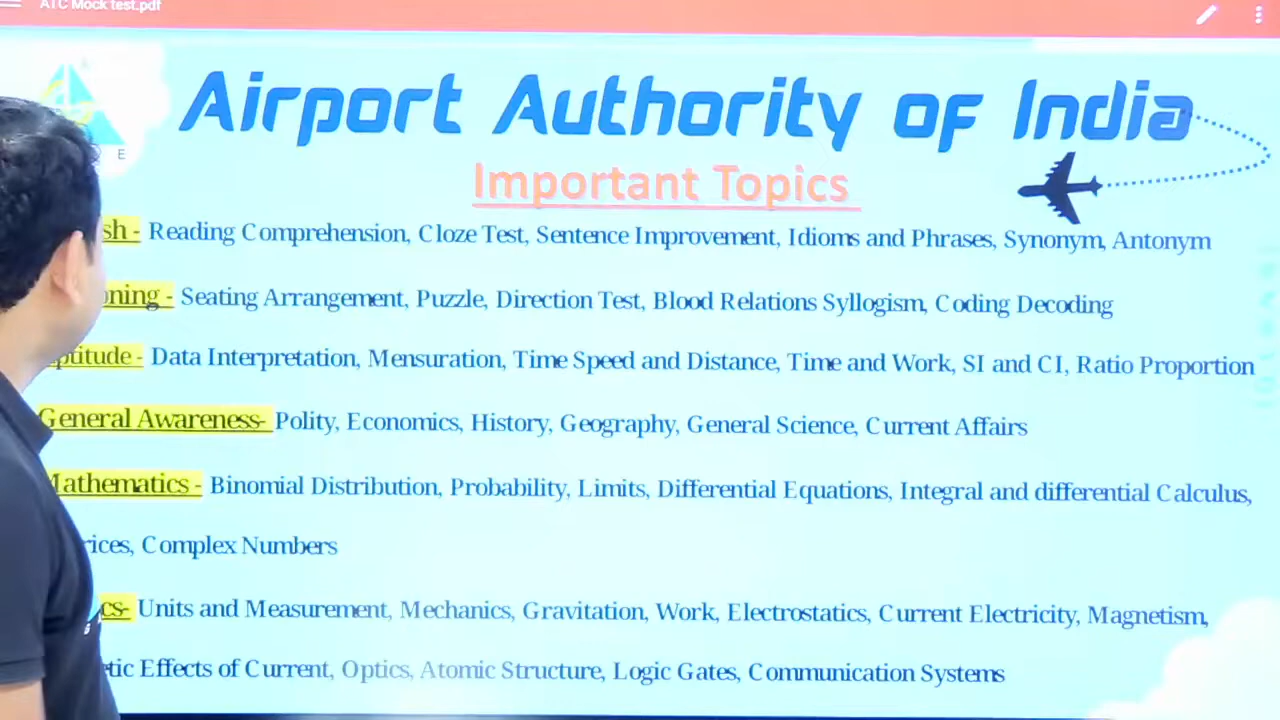 ATC Mock test.pdf
Airport Authority of India
E
Important Topics
sh - Reading Comprehension, Cloze Test, Sentence Improvement, Idioms and Phrases, Synonym, Antonym
oning - Seating Arrangement, Puzzle, Direction Test, Blood Relations Syllogism, Coding Decoding
ptitude - Data Interpretation, Mensuration, Time Speed and Distance, Time and Work, SI and CI, Ratio Proportion
General Awareness- Polity, Economics, History, Geography, General Science, Current Affairs
Mathematics - Binomial Distribution, Probability, Limits, Differential Equations, Integral and differential Calculus,
rices, Complex Numbers
cs- Units and Measurement, Mechanics, Gravitation, Work, Electrostatics, Current Electricity, Magnetism,
etic Effects of Current, Optics, Atomic Structure, Logic Gates, Communication Systems